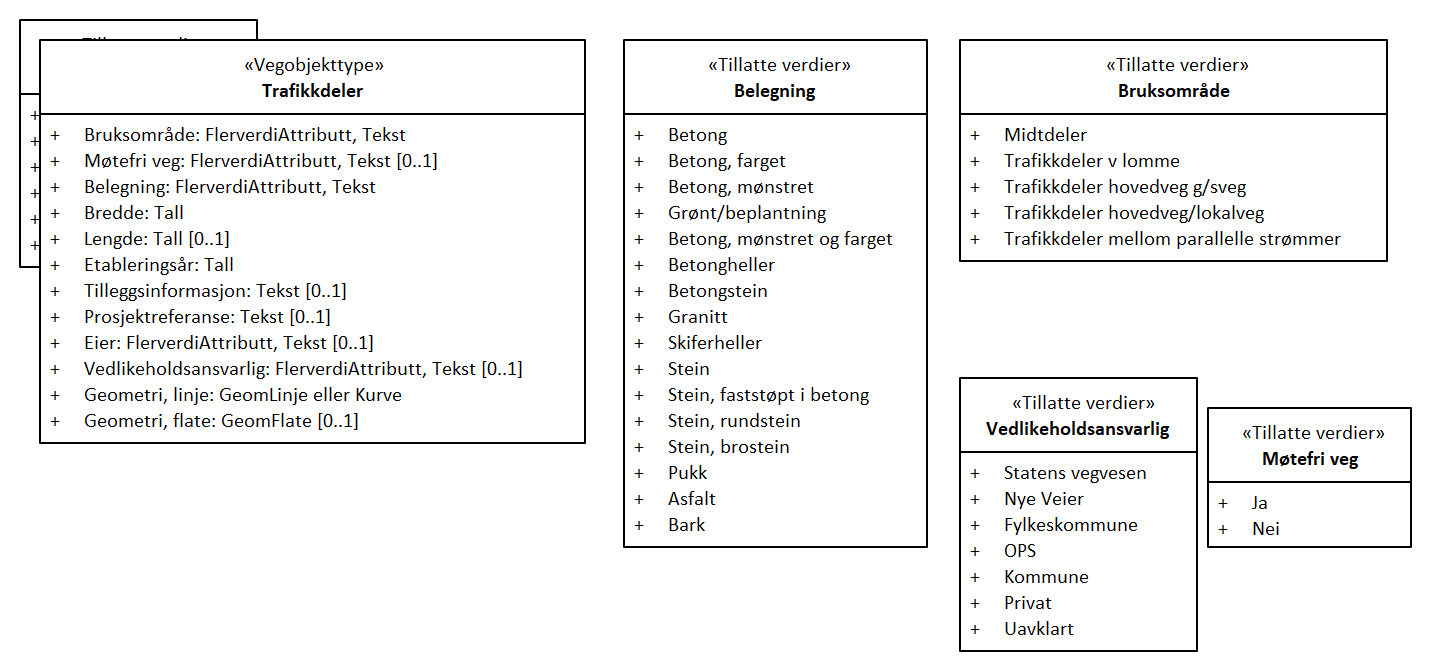 «Vegobjekttype»
Trafikkdeler
+ Bruksområde: FlerverdiAttributt, Tekst
+ Møtefri veg: FlerverdiAttributt, Tekst [0..1]
+ Belegning: FlerverdiAttributt, Tekst
+ Bredde: Tall
+ Lengde: Tall [0..1]
+ Etableringsår: Tall
+ Tilleggsinformasjon: Tekst [0..1]
+ Prosjektreferanse: Tekst [0..1]
+ Eier: FlerverdiAttributt, Tekst [0..1]
+ Vedlikeholdsansvarlig: FlerverdiAttributt, Tekst [0..1]
+ Geometri, linje: GeomLinje eller Kurve
+ Geometri, flate: GeomFlate [0..1]
«Tillatte verdier»
Belegning
+ Betong
+ Betong, farget
+ Betong, mønstret
+ Grønt/beplantning
+ Betong, mønstret og farget
+ Betongheller
+ Betongstein
+ Granitt
+ Skiferheller
+ Stein
+ Stein, faststøpt i betong
+ Stein, rundstein
+ Stein, brostein
+ Pukk
+ Asfalt
+ Bark
«Tillatte verdier»
Bruksområde
+ Midtdeler
+ Trafikkdeler v lomme
+ Trafikkdeler hovedveg g/sveg
+ Trafikkdeler hovedveg/lokalveg
+ Trafikkdeler mellom parallelle strømmer
«Tillatte verdier»
Vedlikeholdsansvarlig
+ Statens vegvesen
+ Nye Veier
+ Fylkeskommune
+ OPS
+ Kommune
+ Privat
+ Uavklart
«Tillatte verdier»
Møtefri veg
+ Ja
+ Nei